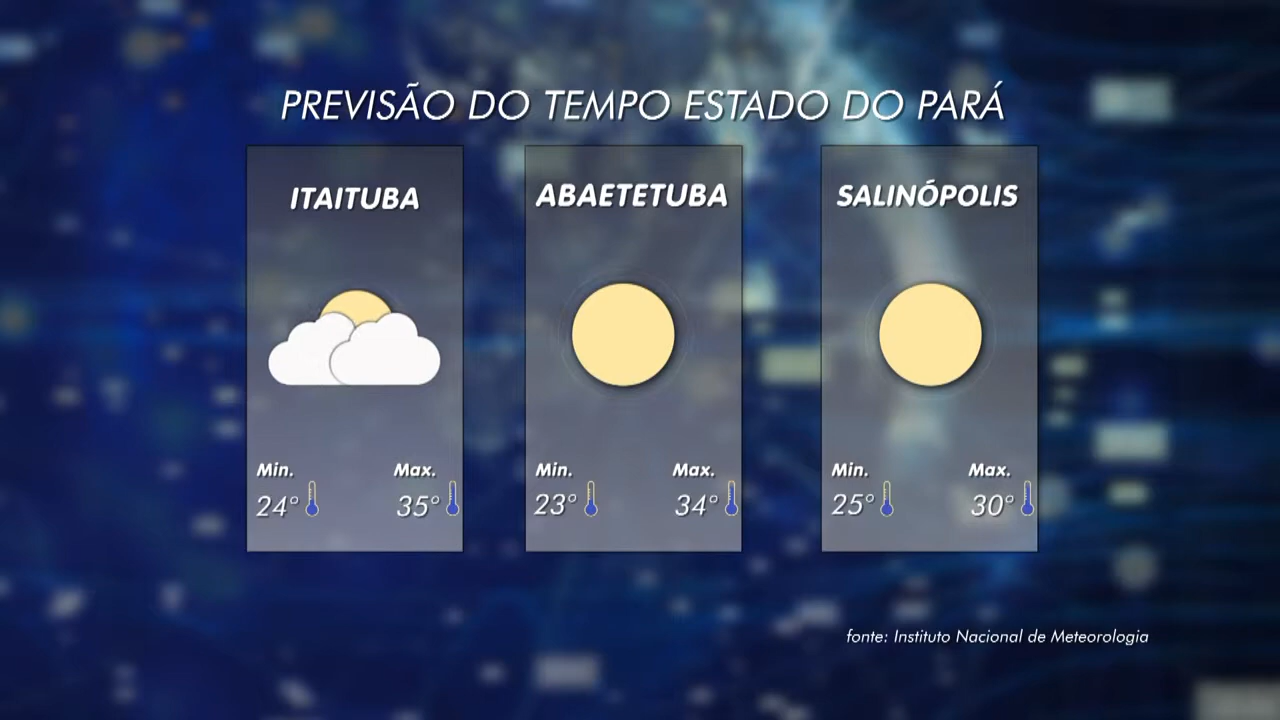 PREVISÃO DO TEMPO ESTADO DO PARÁ
ITAITUBA
Min. Max.
24° 35°
ABAETETUBA
Min. Max.
23° 34°
SALINÓPOLIS
Min. Max.
25° 30°
fonte: Instituto Nacional de Meteorologia